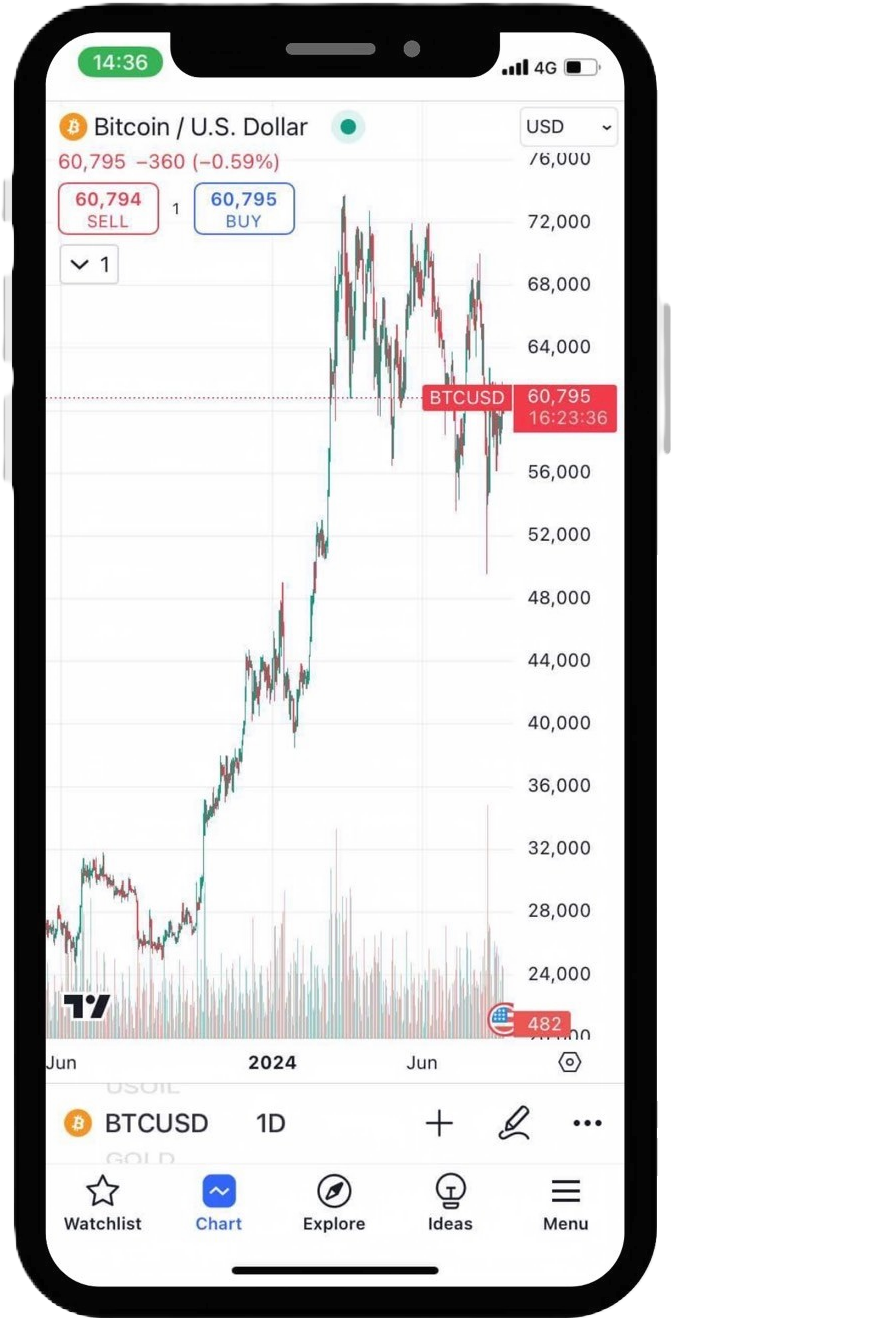 14:36
4G
Bitcoin / U.S. Dollar
USD
60,795 −360 (−0.59%)
76,000
60,794
SELL
1
60,795
BUY
72,000
1
68,000
64,000
BTCUSD
60,795
16:23:36
56,000
52,000
48,000
44,000
40,000
36,000
32,000
28,000
24,000
482
Jun
2024
Jun
USOIL
BTCUSD
1D
GOLD
Watchlist
Chart
Explore
Ideas
Menu